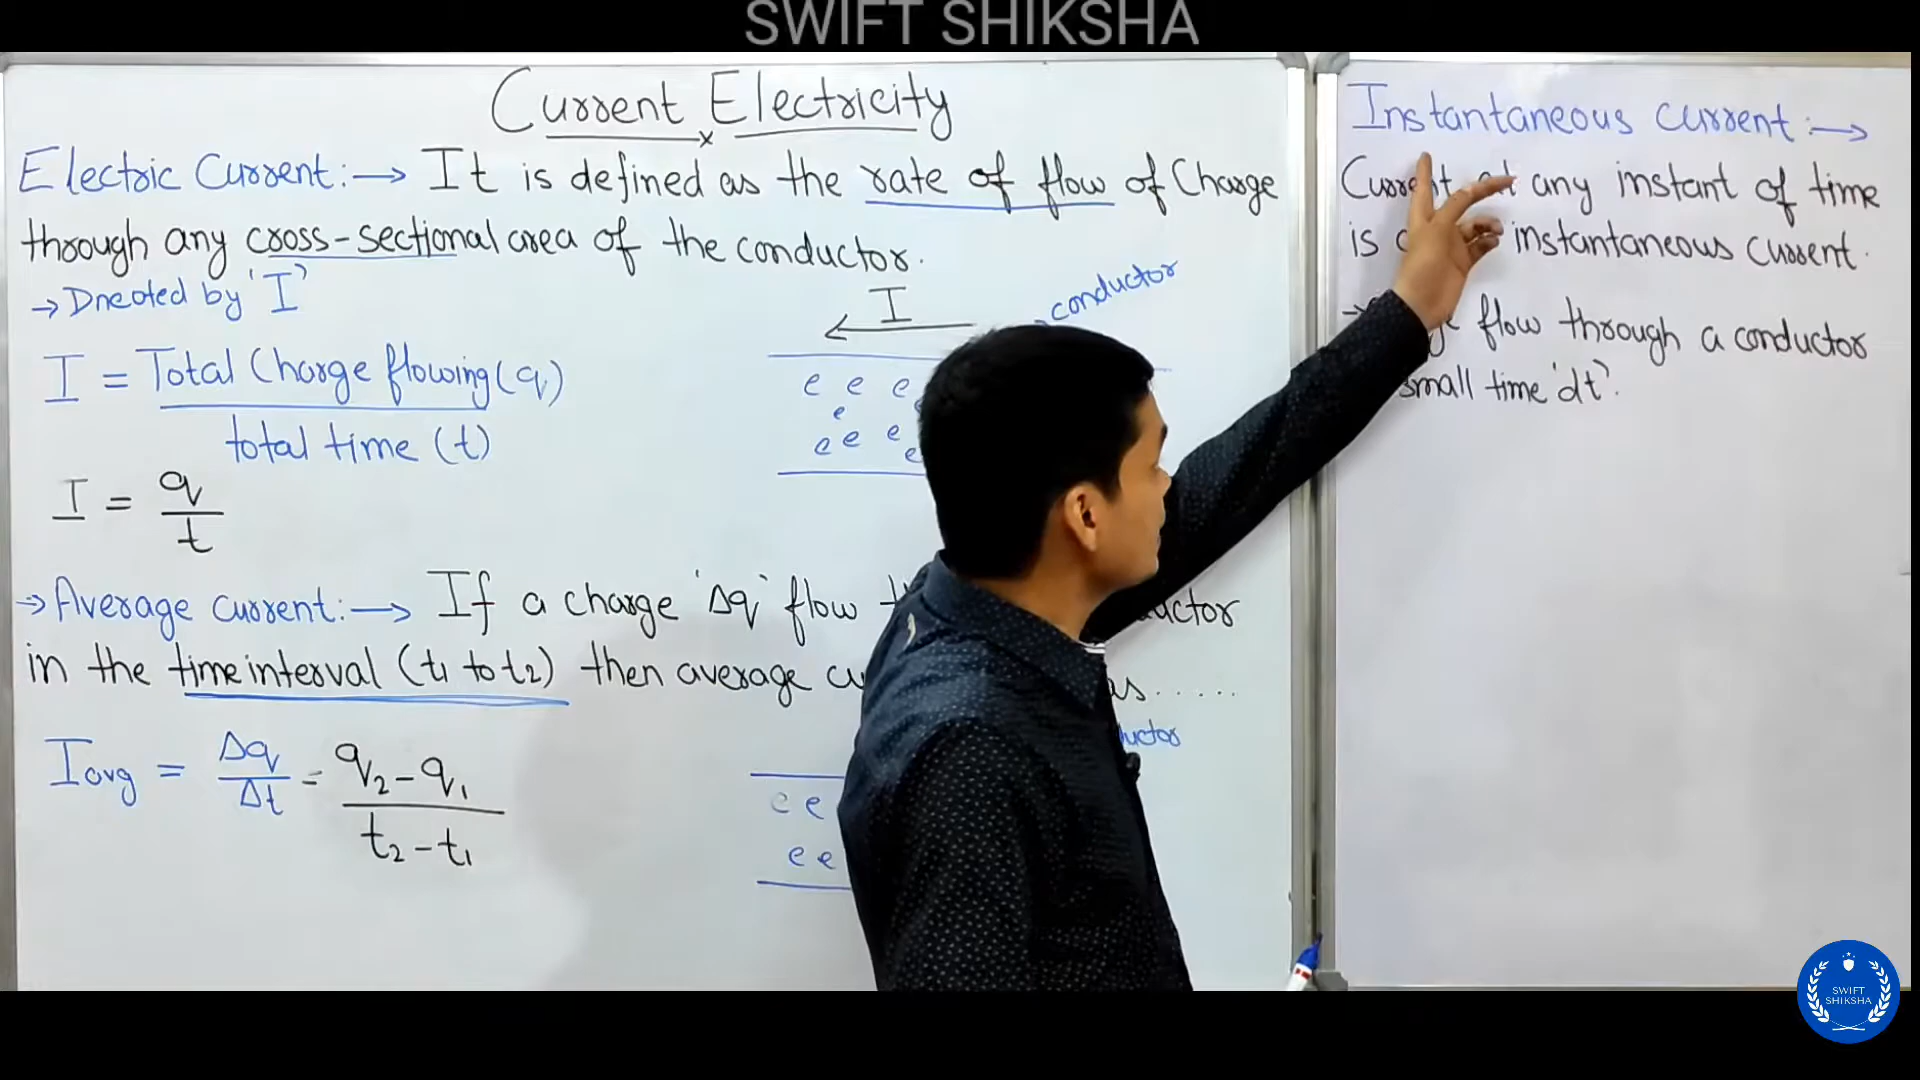 SWIFT SHIKSHA
Current Electricity
Electric Current:→ It is defined as the rate of flow of Charge
through any cross-sectional area of the conductor.
→ Dneoted by 'I'
I
conductor
I = Total Charge flowing (q)
total time (t)
e e e
e
e e e e
I = q
t
→ Average current:→ If a charge 'Δq' flow
in the time interval (t1 to t2) then average
Iavg = Δq = q2 - q1
Δt t2 - t1
e e
e e
Instantaneous current:→
Current any instant of time
is instantaneous current.
flow through a conductor
small time 'dt'.
SWIFT
SHIKSHA